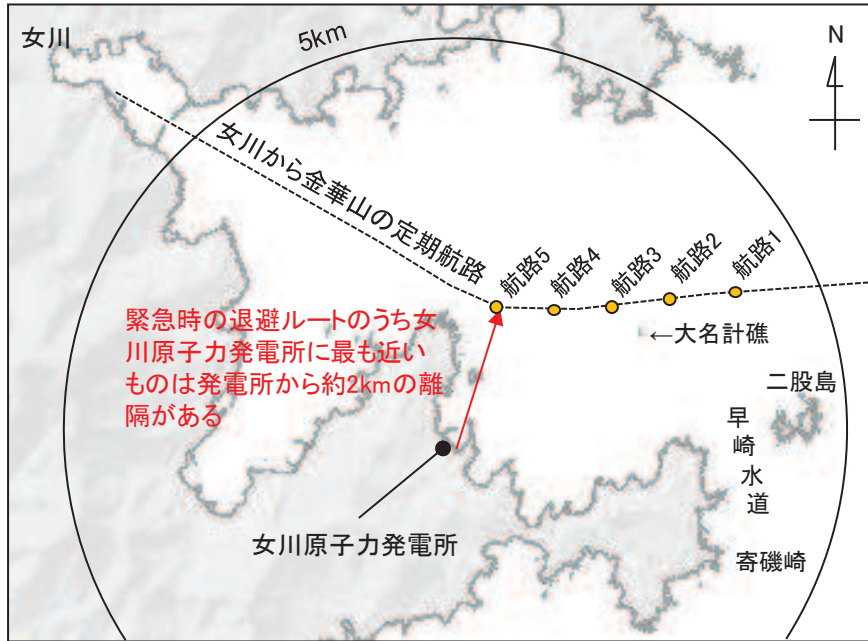 女川
5km
N
女川から金華山の定期航路
航路5
航路4
航路3
航路2
航路1
緊急時の退避ルートのうち女
川原子力発電所に最も近い
ものは発電所から約2kmの離
隔がある
←大名計礁
二股島
早崎水道
女川原子力発電所
寄磯崎